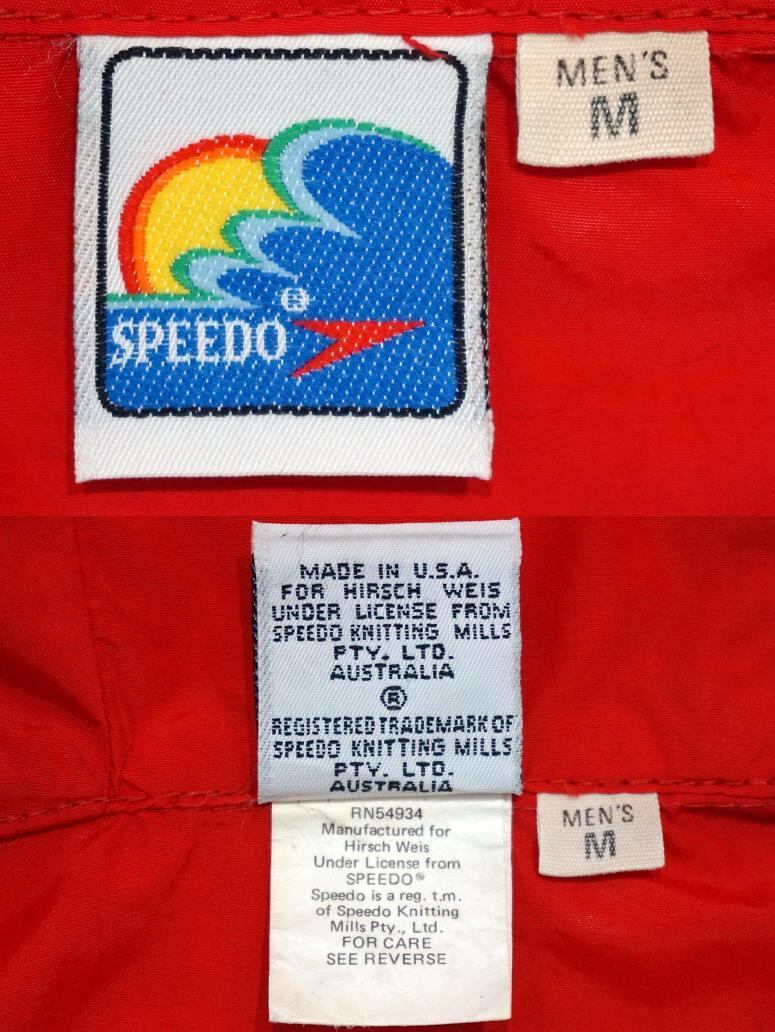 MEN'S
M
®
SPEEDO
MADE IN U.S.A.
FOR HIRSCH WEIS
UNDER LICENSE FROM
SPEEDO KNITTING MILLS
PTY. LTD.
AUSTRALIA
®
REGISTERED TRADEMARK OF
SPEEDO KNITTING MILLS
PTY. LTD.
AUSTRALIA
RN54934
Manufactured for
Hirsch Weis
Under License from
SPEEDO®
Speedo is a reg. t.m.
of Speedo Knitting
Mills Pty., Ltd.
FOR CARE
SEE REVERSE
MEN'S
M